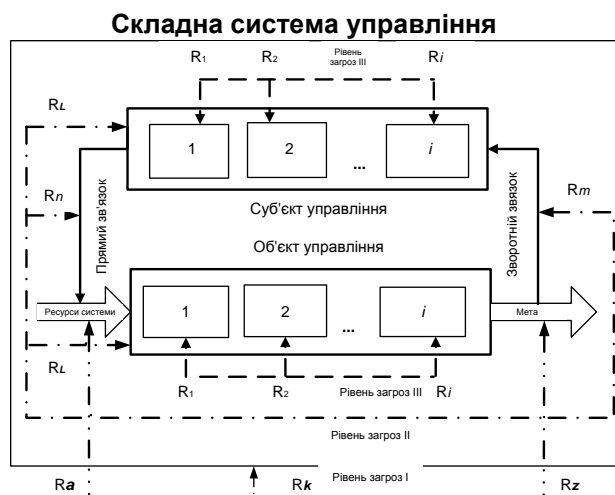 Складна система управління
R1 R2 Рівень загроз III Ri
RL
1 2 ... i
Rn
Прямий зв'язок
Суб'єкт управління
Зворотній звязок
Rm
Об'єкт управління
Ресурси системи
1 2 ... i
Мета
RL
R1 R2 Рівень загроз III Ri
Рівень загроз II
Ra Rk Рівень загроз I Rz